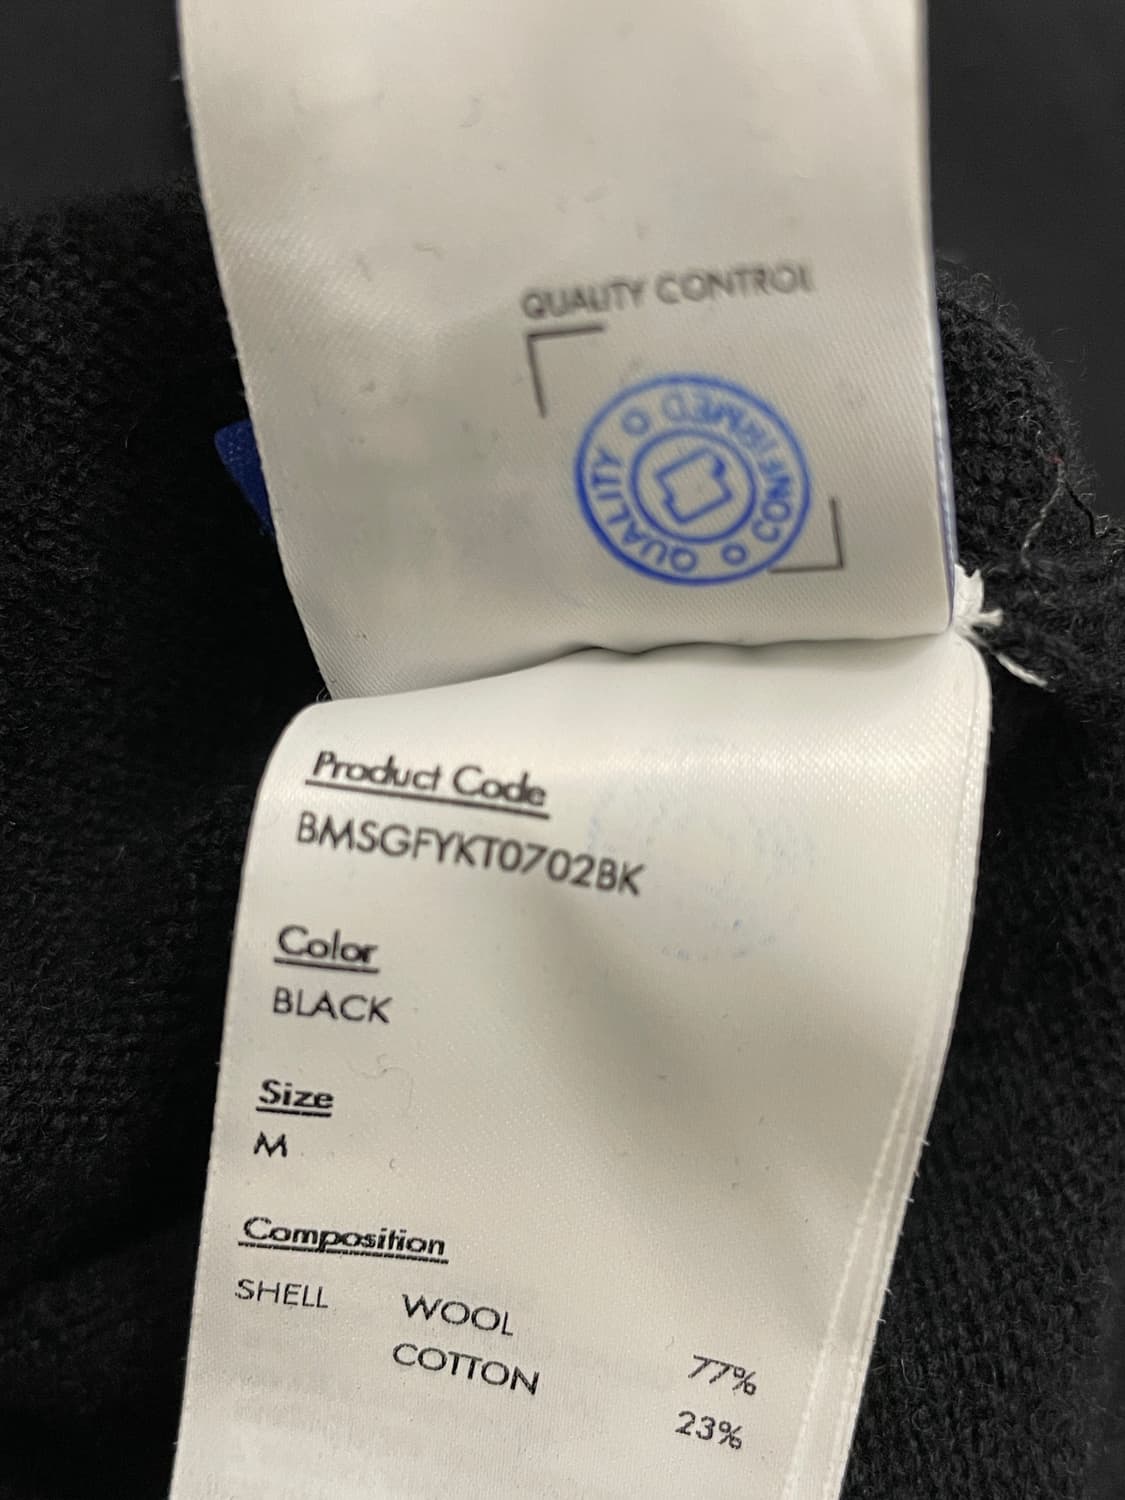 QUALITY CONTROL
QUALITY CONFIRMED
Product Code
BMSGFYKT0702BK
Color
BLACK
Size
M
Composition
SHELL WOOL 77%
COTTON 23%